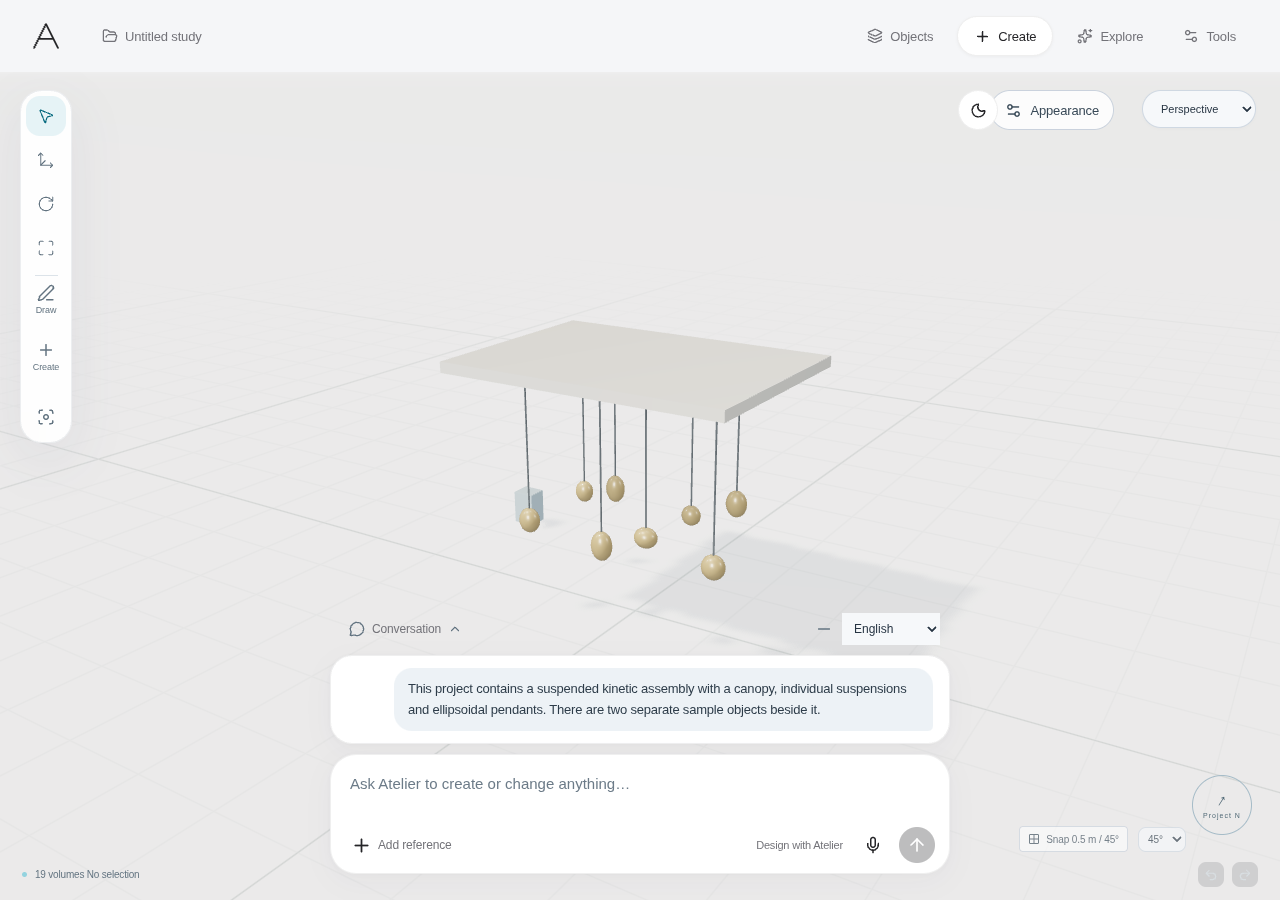 Untitled study
Objects
Create
Explore
Tools
Appearance
Perspective
Draw
Create
Conversation
English
This project contains a suspended kinetic assembly with a canopy, individual suspensions
and ellipsoidal pendants. There are two separate sample objects beside it.
Ask Atelier to create or change anything…
Add reference
Design with Atelier
Project N
Snap 0.5 m / 45°
45°
19 volumes No selection